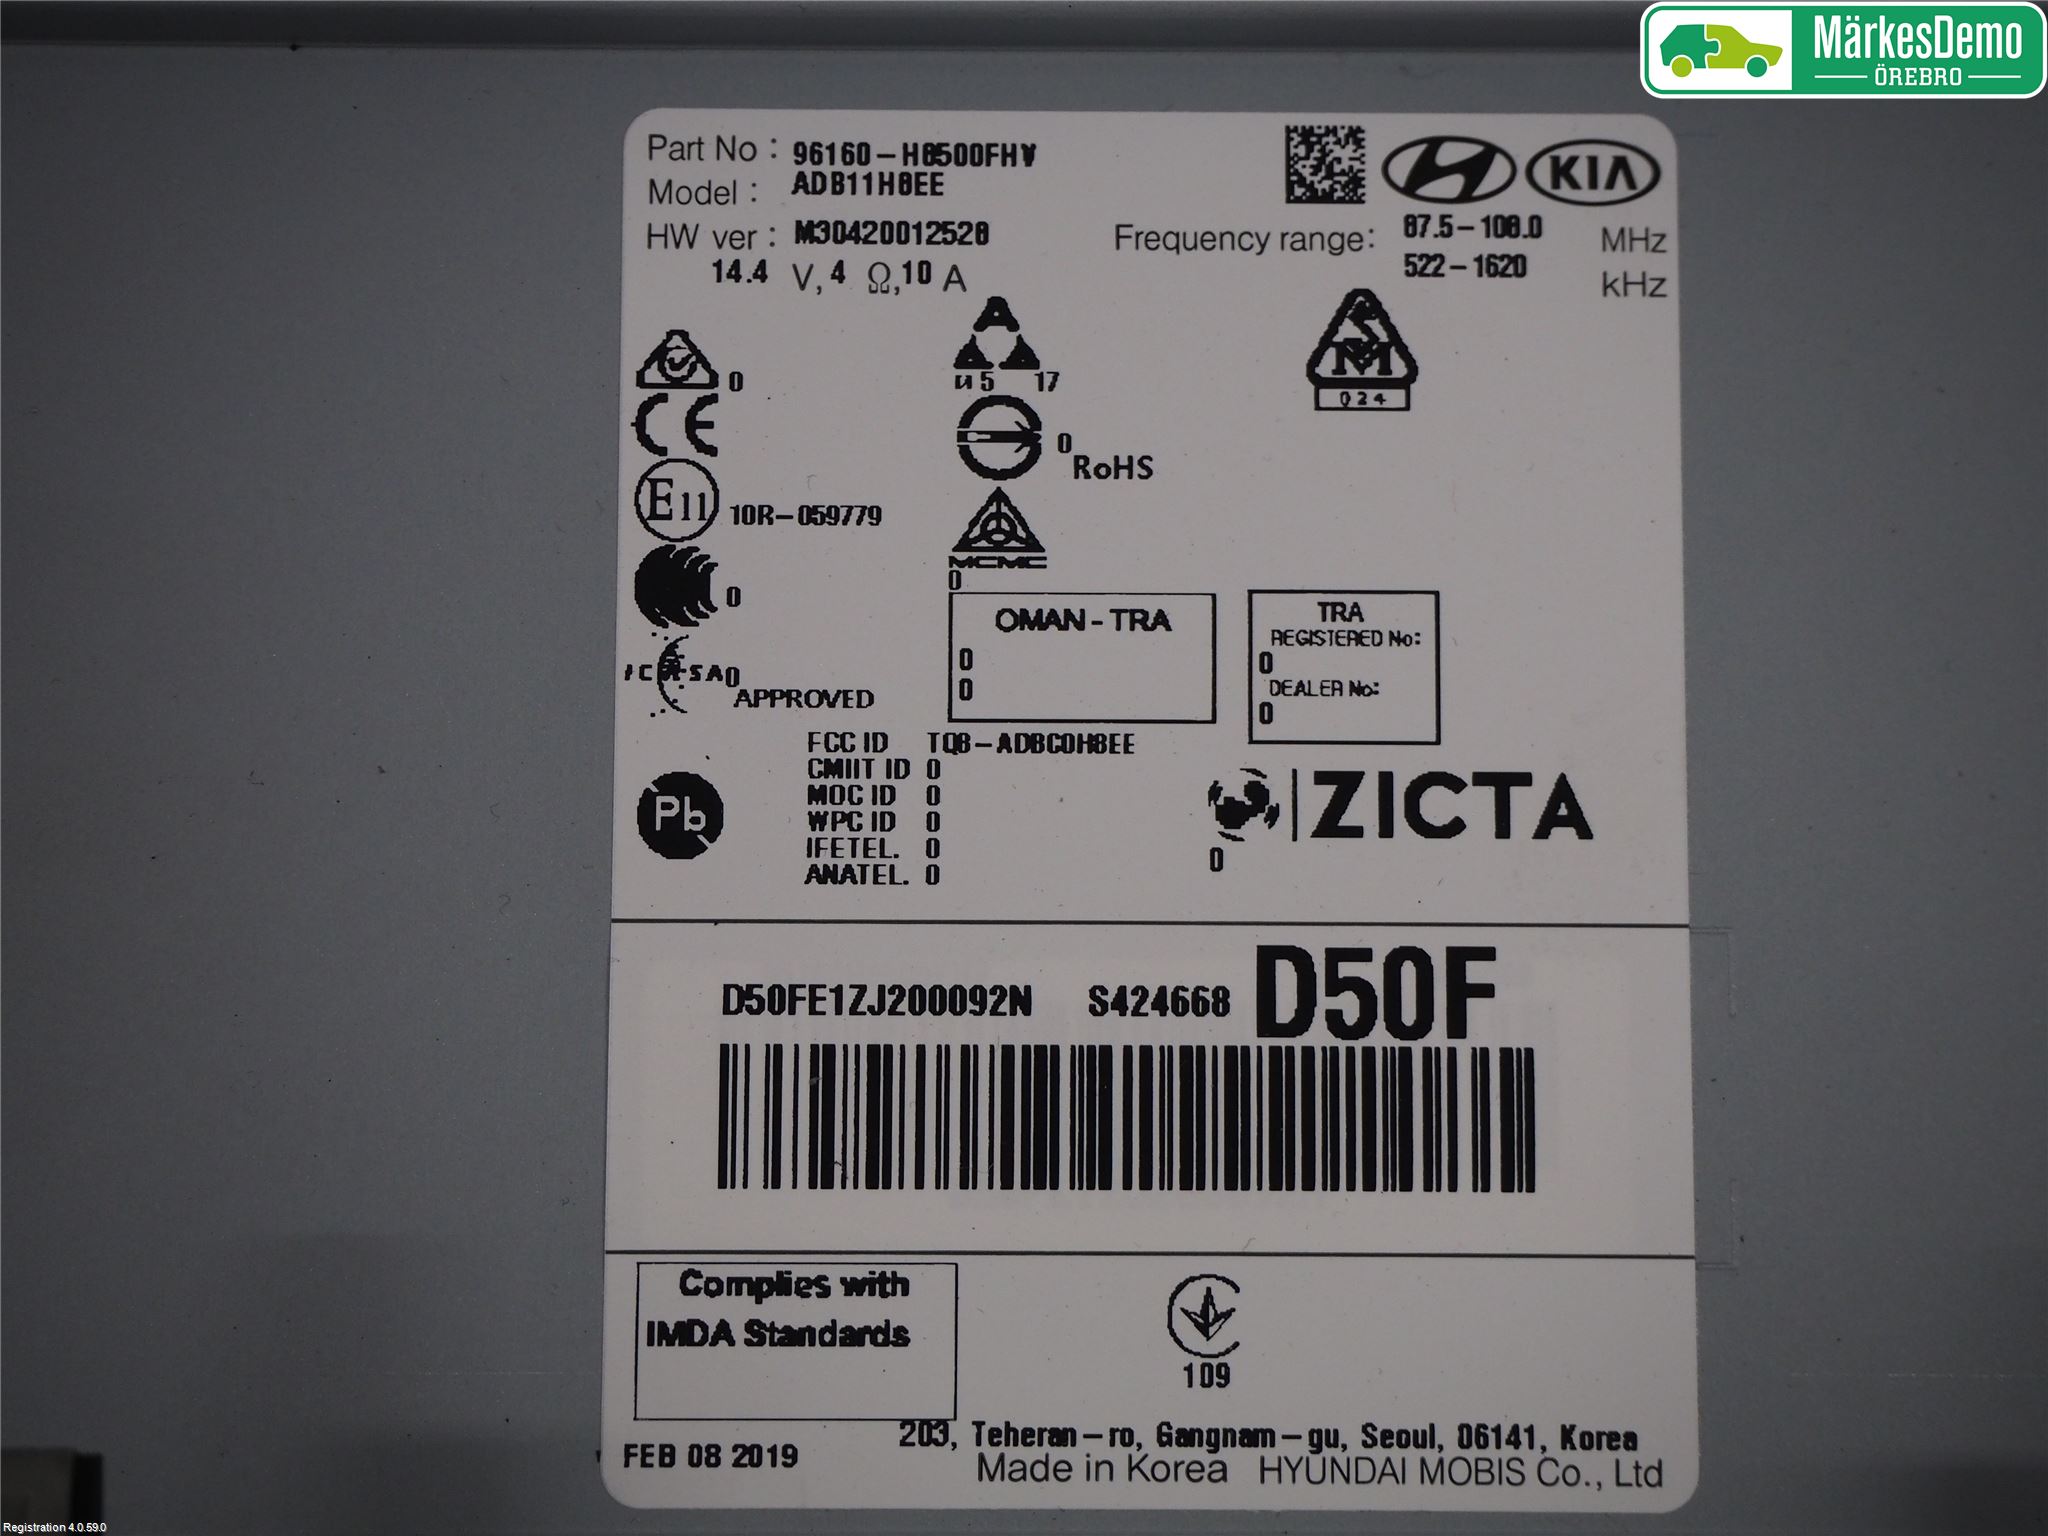 MärkesDemo
ÖREBRO
Part No : 96160-H8500FHV
Model : ADB11H8EE
KIA
HW ver : M30420012528
Frequency range: 87.5-108.0 MHz
522-1620 kHz
14.4 V, 4 Ω, 10 A
0
A
5 17
SM
024
CE
0
RoHS
E11 10R-059779
MCMC
0
0
OMAN-TRA
0
0
TRA
REGISTERED No:
0
DEALER No:
0
ICASA 0
APPROVED
FCC ID TQ8-ADBC0H8EE
CMIIT ID 0
MOC ID 0
WPC ID 0
IFETEL. 0
ANATEL. 0
Pb
ZICTA
0
D50FE1ZJ200092N S424668 D50F
Complies with
IMDA Standards
109
203, Teheran-ro, Gangnam-gu, Seoul, 06141, Korea
FEB 08 2019
Made in Korea HYUNDAI MOBIS Co., Ltd
Registration 4.0.59.0